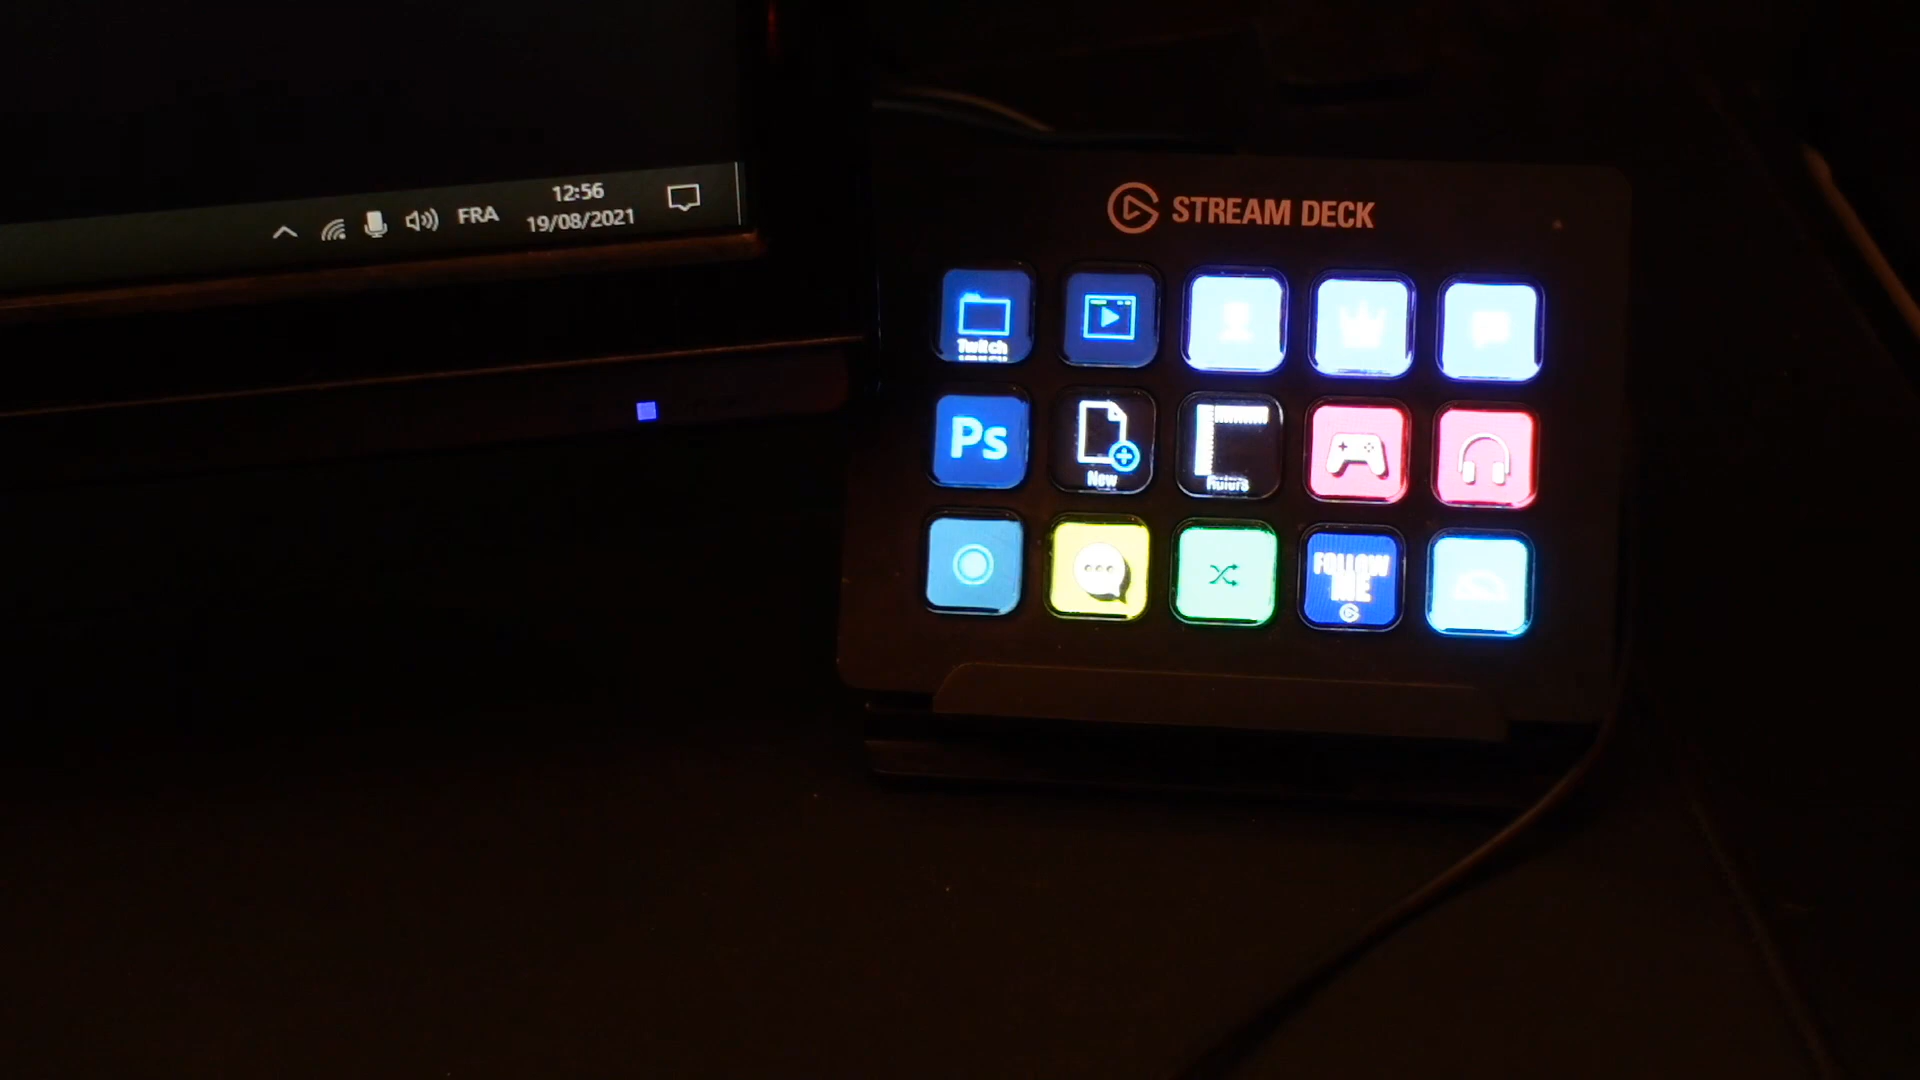 12:56
FRA
19/08/2021
STREAM DECK
Twitch
Ps
New
Rulers
FOLLOW
ME